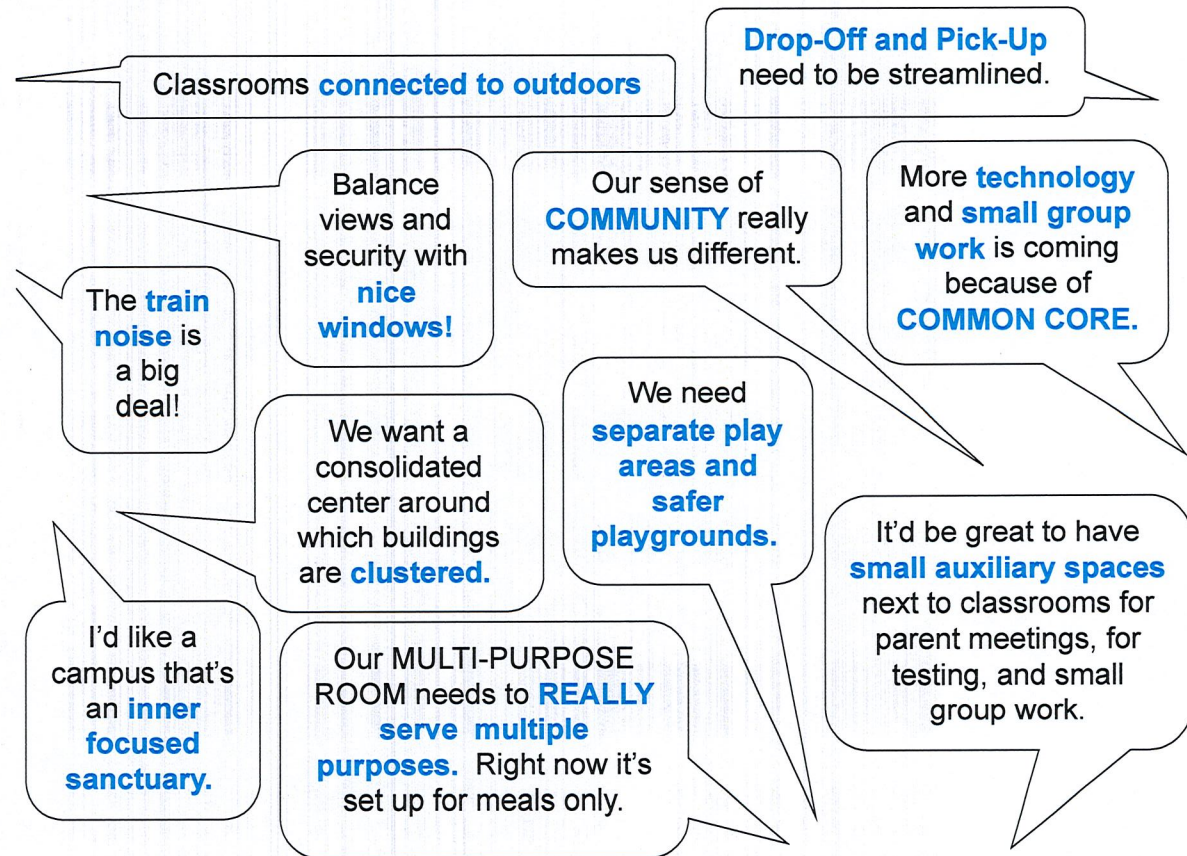 Classrooms connected to outdoors
Drop-Off and Pick-Up
need to be streamlined.
Balance
views and
security with
nice
windows!
Our sense of
COMMUNITY really
makes us different.
More technology
and small group
work is coming
because of
COMMON CORE.
The train
noise is
a big
deal!
We want a
consolidated
center around
which buildings
are clustered.
We need
separate play
areas and
safer
playgrounds.
It'd be great to have
small auxiliary spaces
next to classrooms for
parent meetings, for
testing, and small
group work.
I'd like a
campus that's
an inner
focused
sanctuary.
Our MULTI-PURPOSE
ROOM needs to REALLY
serve multiple
purposes. Right now it's
set up for meals only.